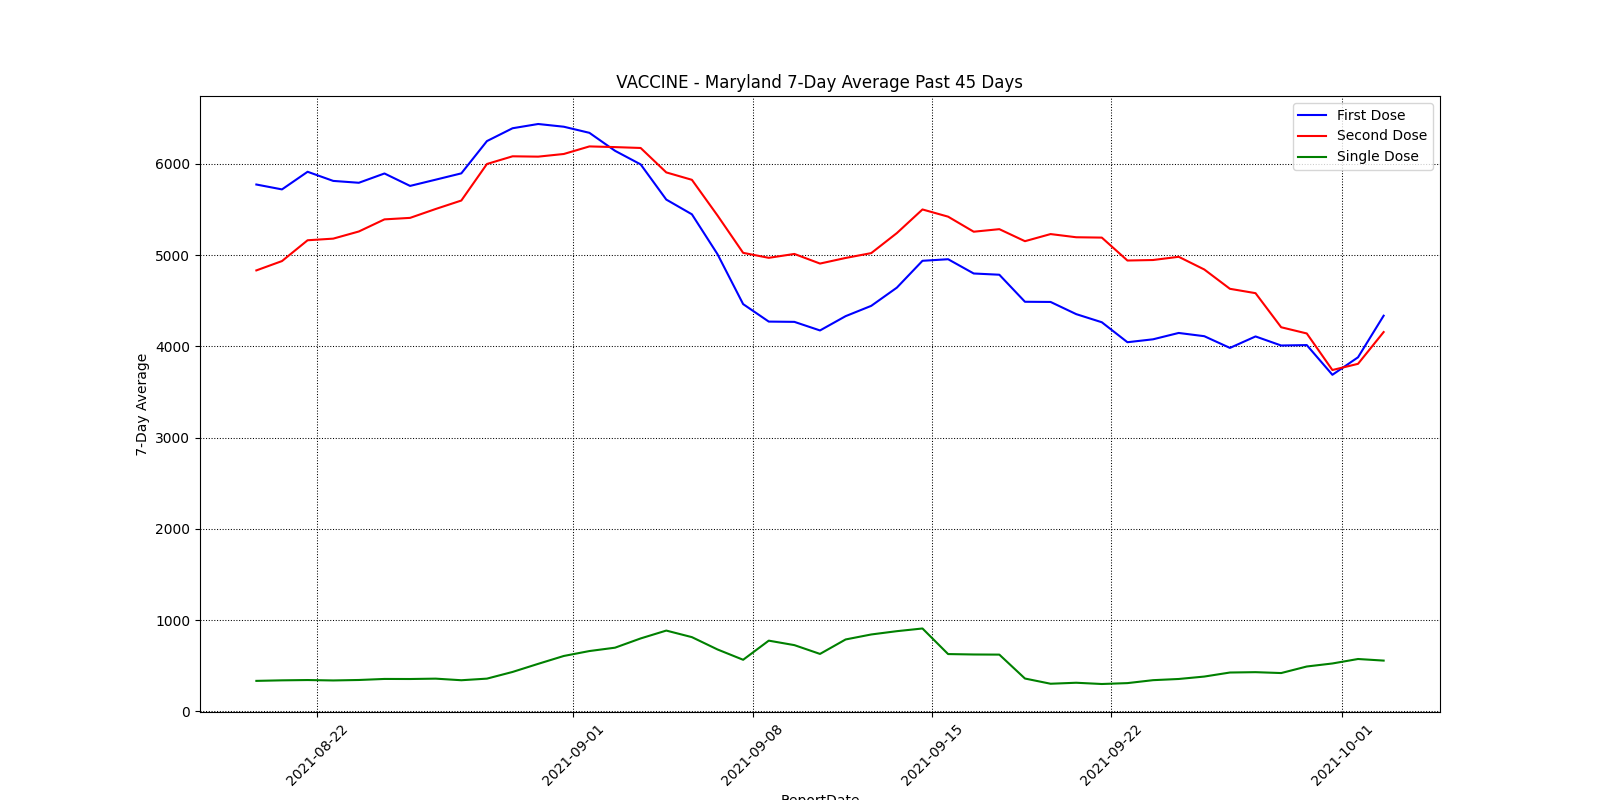 VACCINE - Maryland 7-Day Average Past 45 Days
First Dose
Second Dose
Single Dose
7-Day Average
6000
5000
4000
3000
2000
1000
0
2021-08-22
2021-09-01
2021-09-08
2021-09-15
2021-09-22
2021-10-01
ReportDate